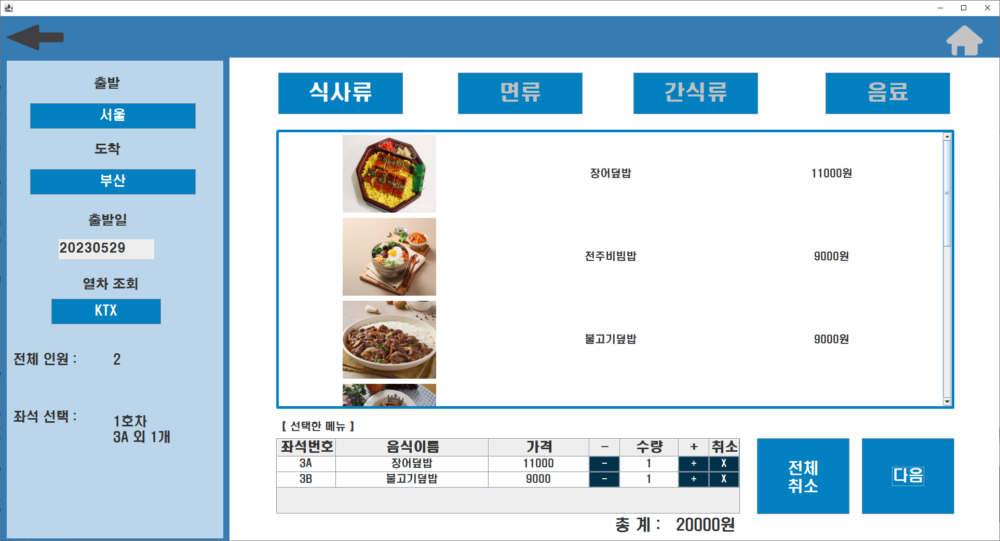 출발
서울
도착
부산
출발일
20230529
열차 조회
KTX
전체 인원 : 2
좌석 선택 : 1호차
3A 외 1개
식사류 면류 간식류 음료
장어덮밥 11000원
전주비빔밥 9000원
불고기덮밥 9000원
【 선택한 메뉴 】
좌석번호 음식이름 가격 − 수량 + 취소
3A 장어덮밥 11000 - 1 + X
3B 불고기덮밥 9000 - 1 + X
총 계 : 20000원
전체
취소
다음